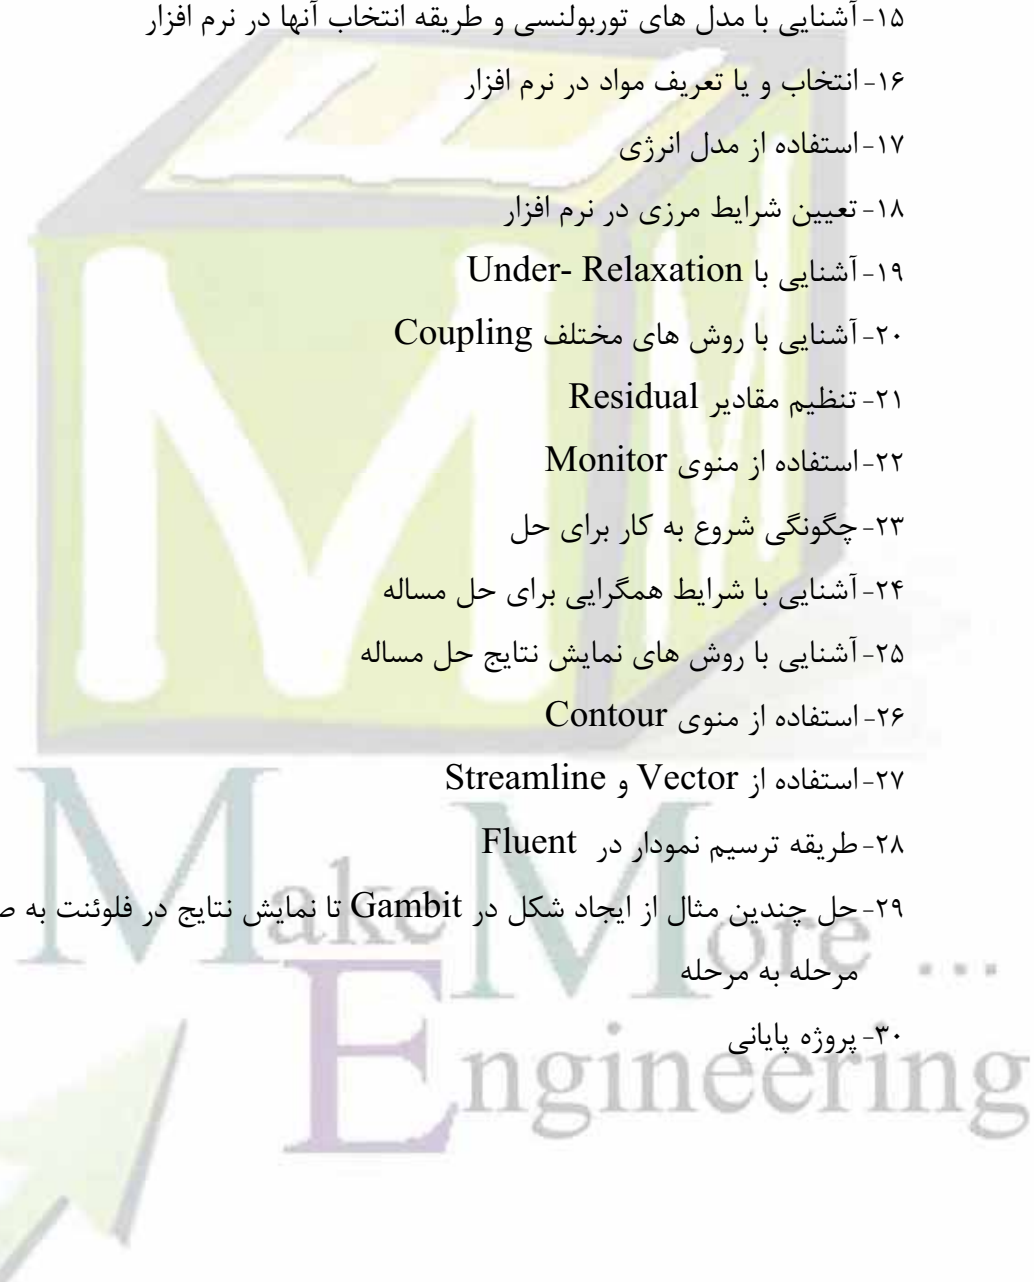 ۱۵-آشنایی با مدل های توربولنسی و طریقه انتخاب آنها در نرم افزار
۱۶-انتخاب و یا تعریف مواد در نرم افزار
۱۷-استفاده از مدل انرژی
۱۸-تعیین شرایط مرزی در نرم افزار
۱۹-آشنایی با Under- Relaxation
۲۰-آشنایی با روش های مختلف Coupling
۲۱-تنظیم مقادیر Residual
۲۲-استفاده از منوی Monitor
۲۳-چگونگی شروع به کار برای حل
۲۴-آشنایی با شرایط همگرایی برای حل مساله
۲۵-آشنایی با روش های نمایش نتایج حل مساله
۲۶-استفاده از منوی Contour
۲۷-استفاده از Vector و Streamline
۲۸-طریقه ترسیم نمودار در Fluent
۲۹-حل چندین مثال از ایجاد شکل در Gambit تا نمایش نتایج در فلوئنت به
مرحله به مرحله
۳۰-پروژه پایانی
MME
Make More ...
Engineering